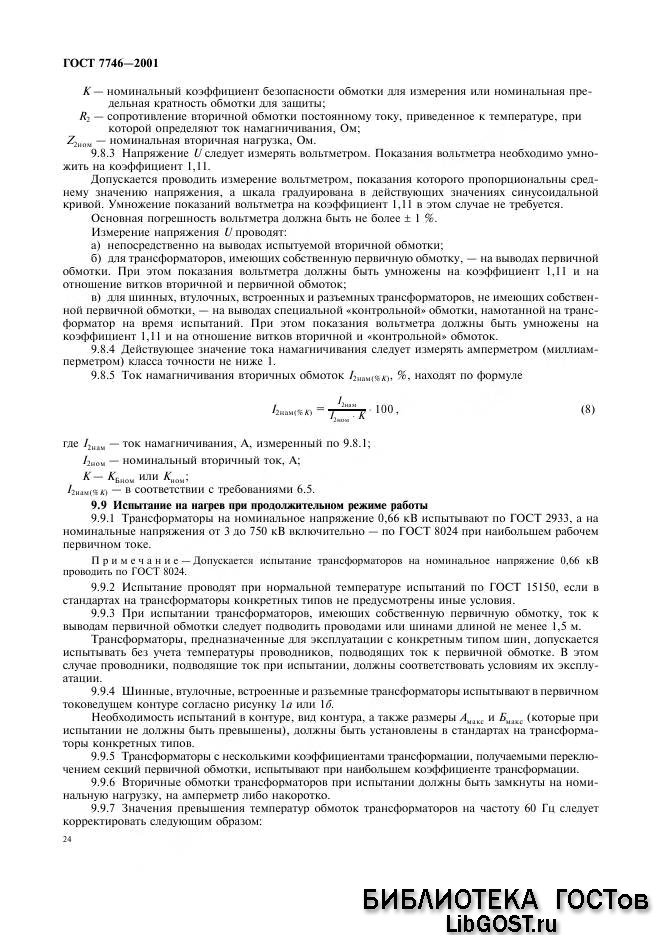 ГОСТ 7746—2001
K — номинальный коэффициент безопасности обмотки для измерения или номинальная пре-
дельная кратность обмотки для защиты;
R2 — сопротивление вторичной обмотки постоянному току, приведенное к температуре, при
которой определяют ток намагничивания, Ом;
Z2ном — номинальная вторичная нагрузка, Ом.
9.8.3 Напряжение U следует измерять вольтметром. Показания вольтметра необходимо умно-
жить на коэффициент 1,11.
Допускается проводить измерение вольтметром, показания которого пропорциональны сред-
нему значению напряжения, а шкала градуирована в действующих значениях синусоидальной
кривой. Умножение показаний вольтметра на коэффициент 1,11 в этом случае не требуется.
Основная погрешность вольтметра должна быть не более ± 1 %.
Измерение напряжения U проводят:
а) непосредственно на выводах испытуемой вторичной обмотки;
б) для трансформаторов, имеющих собственную первичную обмотку, — на выводах первичной
обмотки. При этом показания вольтметра должны быть умножены на коэффициент 1,11 и на
отношение витков вторичной и первичной обмоток;
в) для шинных, втулочных, встроенных и разъемных трансформаторов, не имеющих собствен-
ной первичной обмотки, — на выводах специальной «контрольной» обмотки, намотанной на транс-
форматор на время испытаний. При этом показания вольтметра должны быть умножены на
коэффициент 1,11 и на отношение витков вторичной и «контрольной» обмоток.
9.8.4 Действующее значение тока намагничивания следует измерять амперметром (миллиам-
перметром) класса точности не ниже 1.
9.8.5 Ток намагничивания вторичных обмоток I2нам(%K), %, находят по формуле
I2нам(%K) = I2нам / I2ном · K · 100 , (8)
где I2нам — ток намагничивания, А, измеренный по 9.8.1;
I2ном — номинальный вторичный ток, А;
K — KБном или Kном;
I2нам(%K) — в соответствии с требованиями 6.5.
9.9 Испытание на нагрев при продолжительном режиме работы
9.9.1 Трансформаторы на номинальное напряжение 0,66 кВ испытывают по ГОСТ 2933, а на
номинальные напряжения от 3 до 750 кВ включительно — по ГОСТ 8024 при наибольшем рабочем
первичном токе.
Примечание — Допускается испытание трансформаторов на номинальное напряжение 0,66 кВ
проводить по ГОСТ 8024.
9.9.2 Испытание проводят при нормальной температуре испытаний по ГОСТ 15150, если в
стандартах на трансформаторы конкретных типов не предусмотрены иные условия.
9.9.3 При испытании трансформаторов, имеющих собственную первичную обмотку, ток к
выводам первичной обмотки следует подводить проводами или шинами длиной не менее 1,5 м.
Трансформаторы, предназначенные для эксплуатации с конкретным типом шин, допускается
испытывать без учета температуры проводников, подводящих ток к первичной обмотке. В этом
случае проводники, подводящие ток при испытании, должны соответствовать условиям их эксплу-
атации.
9.9.4 Шинные, втулочные, встроенные и разъемные трансформаторы испытывают в первичном
токоведущем контуре согласно рисунку 1а или 1б.
Необходимость испытаний в контуре, вид контура, а также размеры Aмакс и Бмакс (которые при
испытании не должны быть превышены), должны быть установлены в стандартах на трансформа-
торы конкретных типов.
9.9.5 Трансформаторы с несколькими коэффициентами трансформации, получаемыми переклю-
чением секций первичной обмотки, испытывают при наибольшем коэффициенте трансформации.
9.9.6 Вторичные обмотки трансформаторов при испытании должны быть замкнуты на номи-
нальную нагрузку, на амперметр либо накоротко.
9.9.7 Значения превышения температур обмоток трансформаторов на частоту 60 Гц следует
корректировать следующим образом:
24
БИБЛИОТЕКА ГОСТов
LibGOST.ru